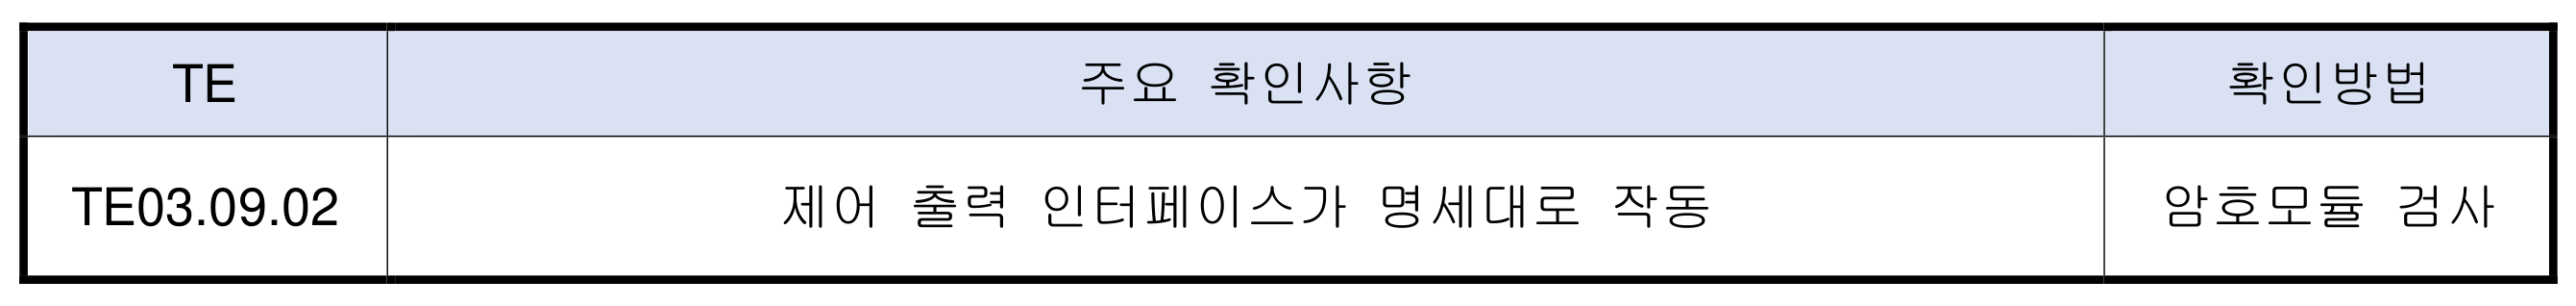 TE 주요 확인사항 확인방법
TE03.09.02 제어 출력 인터페이스가 명세대로 작동 암호모듈 검사